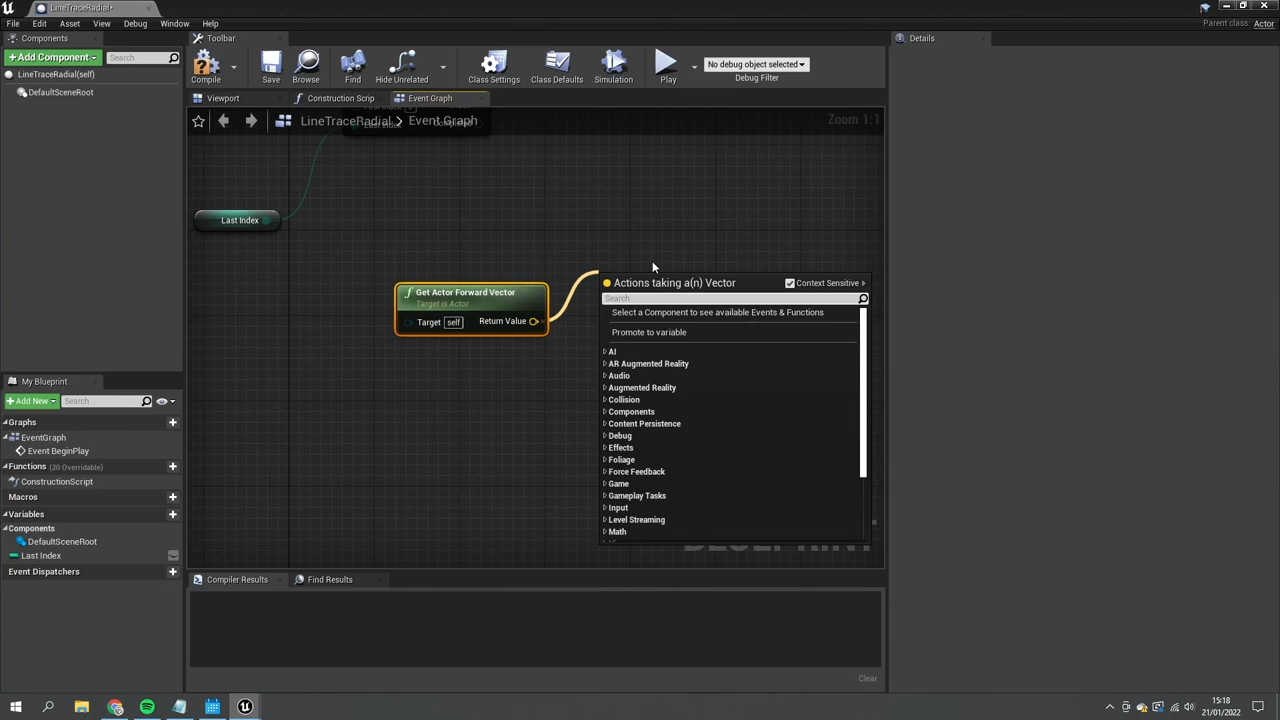 LineTraceRadial*
File Edit Asset View Debug Window Help
Parent class: Actor
Components
Toolbar
Details
+Add Component
Search
LineTraceRadial(self)
DefaultSceneRoot
Compile
Save
Browse
Find
Hide Unrelated
Class Settings
Class Defaults
Simulation
Play
No debug object selected
Debug Filter
Viewport
Construction Scrip
Event Graph
LineTraceRadial > Event Graph
Zoom 1:1
Last Index
Completed
Last Index
Get Actor Forward Vector
Target is Actor
Target self Return Value
Actions taking a(n) Vector
Context Sensitive
Search
Select a Component to see available Events & Functions
Promote to variable
AI
AR Augmented Reality
Audio
Augmented Reality
Collision
Components
Content Persistence
Debug
Effects
Foliage
Force Feedback
Game
Gameplay Tasks
Input
Level Streaming
Math
My Blueprint
+Add New
Search
Graphs
EventGraph
Event BeginPlay
Functions (20 Overridable)
ConstructionScript
Macros
Variables
Components
DefaultSceneRoot
Last Index
Event Dispatchers
Compiler Results
Find Results
Clear
15:18
21/01/2022